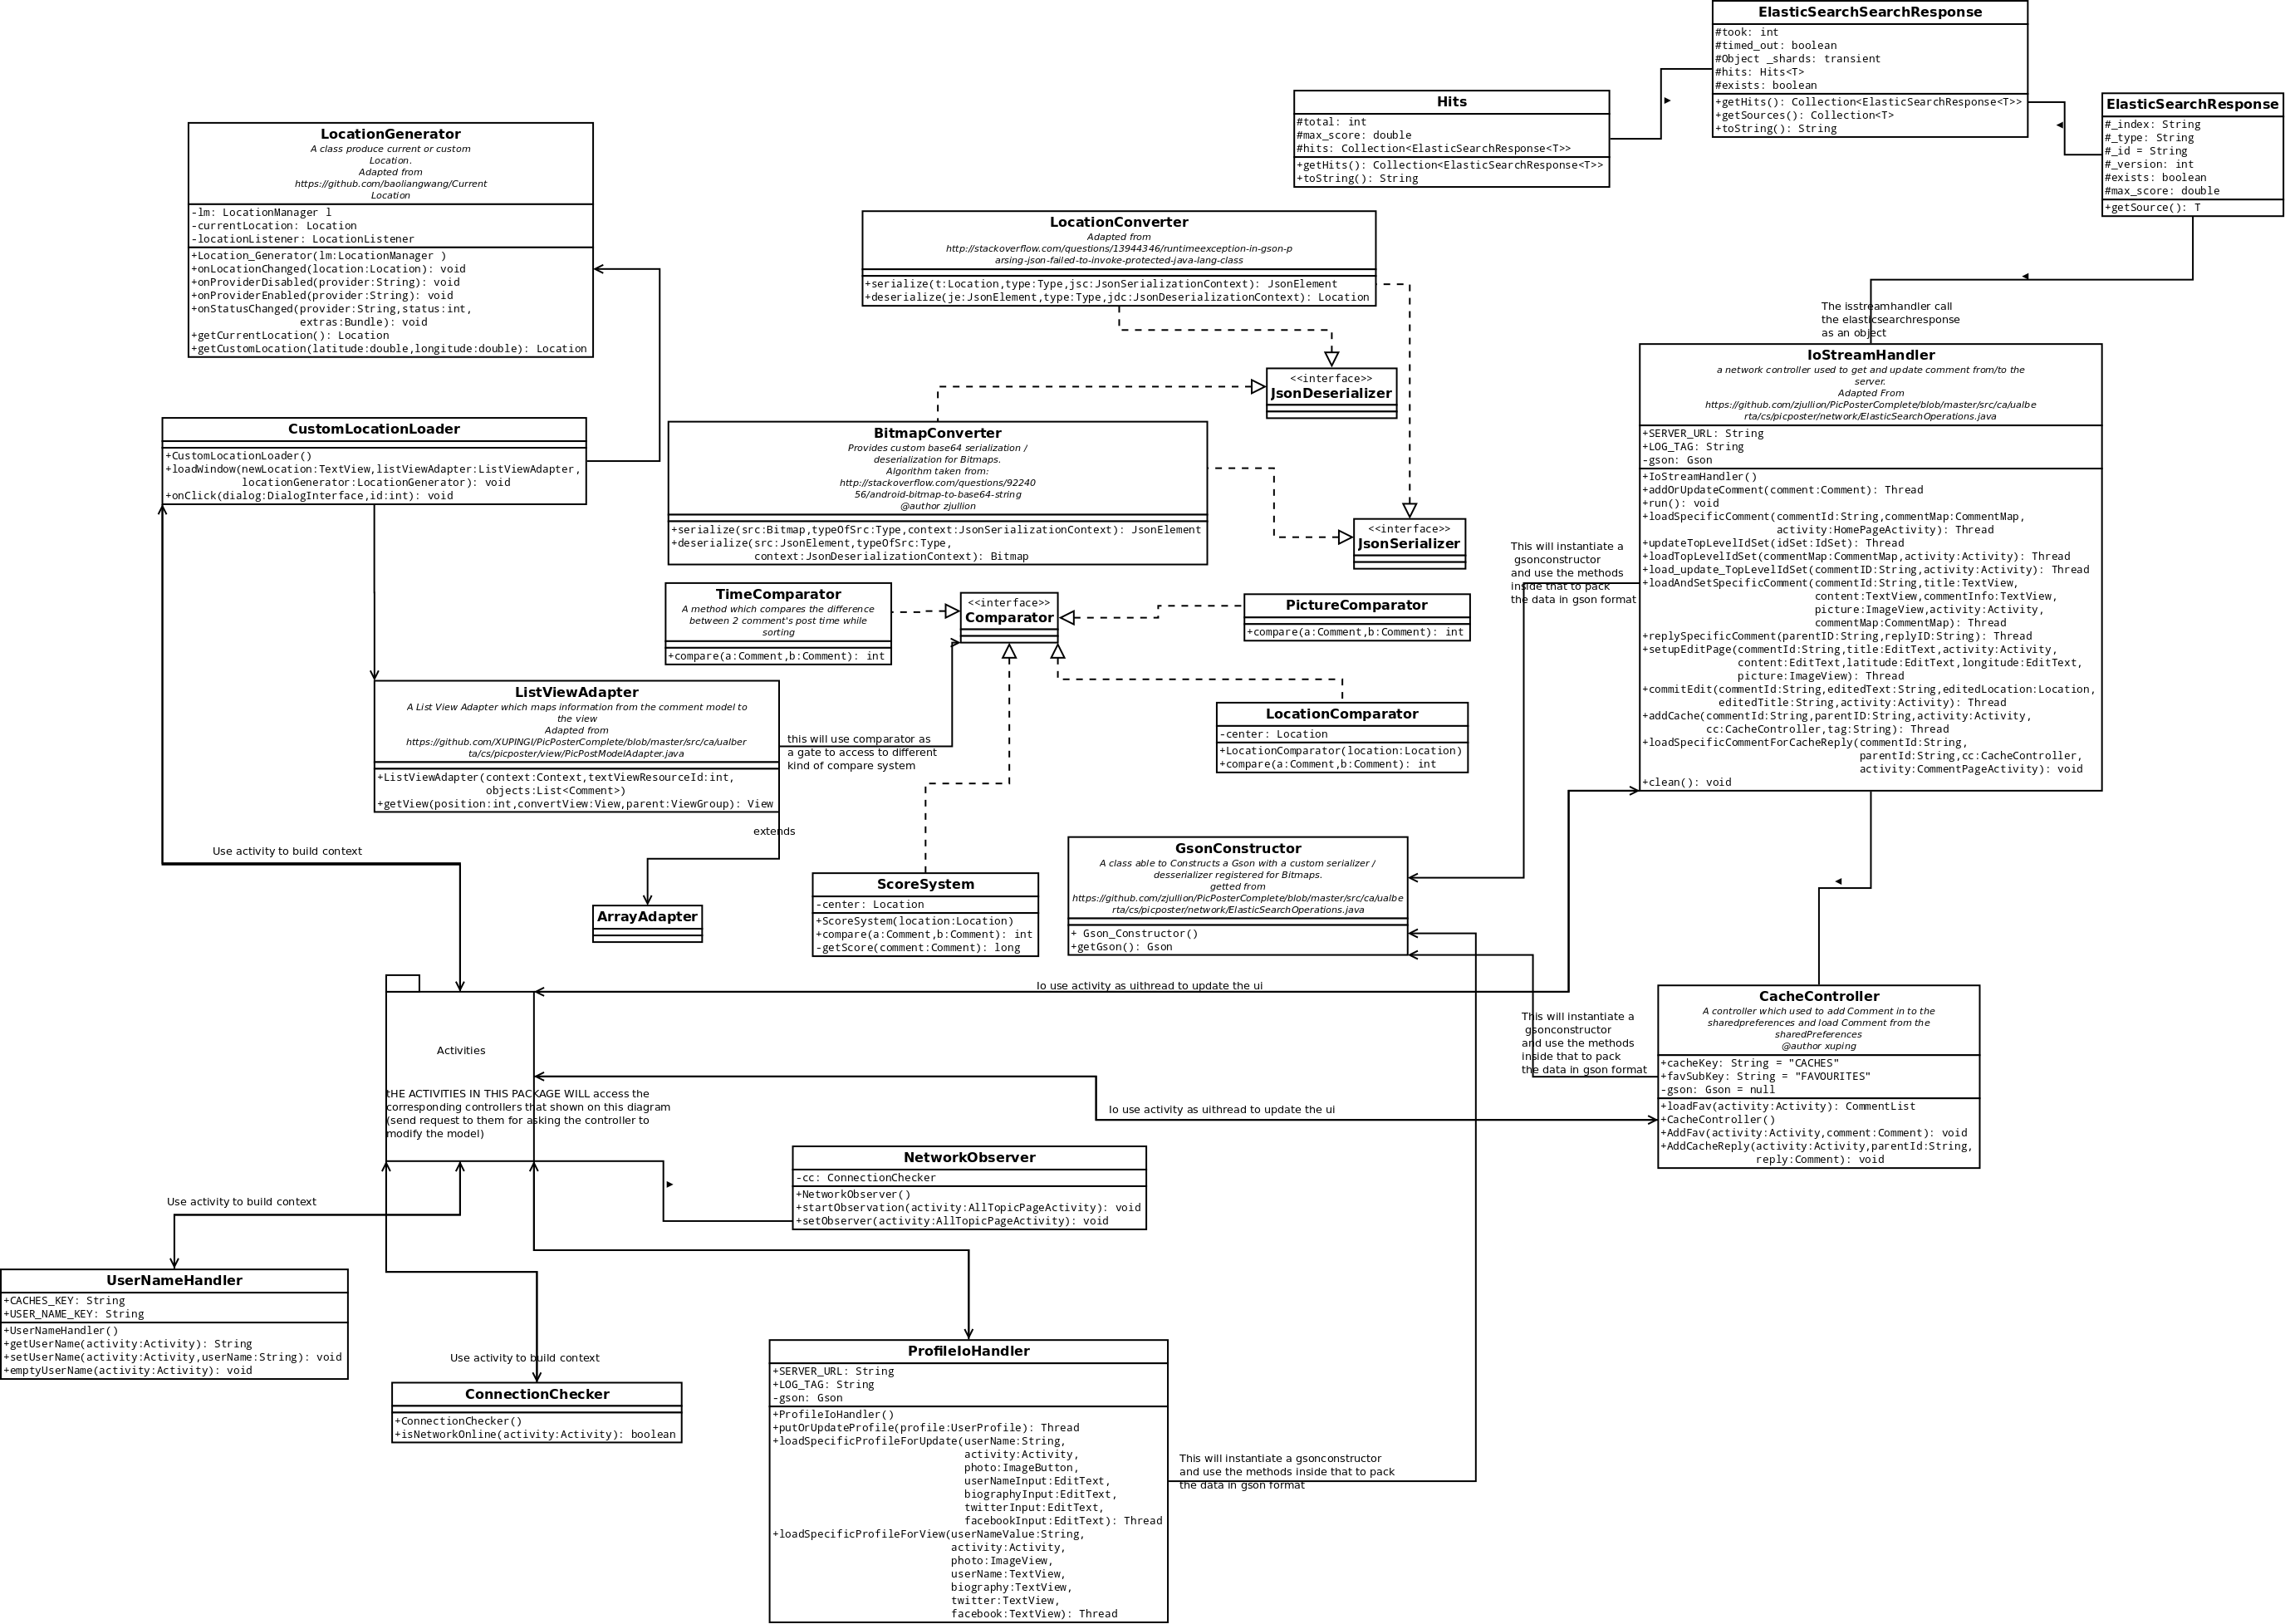 ElasticSearchSearchResponse
#took: int
#timed_out: boolean
#Object _shards: transient
#hits: Hits<T>
#exists: boolean
+getHits(): Collection<ElasticSearchResponse<T>>
+getSources(): Collection<T>
+toString(): String
Hits
#total: int
#max_score: double
#hits: Collection<ElasticSearchResponse<T>>
+getHits(): Collection<ElasticSearchResponse<T>>
+toString(): String
ElasticSearchResponse
#_index: String
#_type: String
#_id = String
#_version: int
#exists: boolean
#max_score: double
+getSource(): T
LocationGenerator
A class produce current or custom
Location.
Adapted from
https://github.com/baoliangwang/Current
Location
-lm: LocationManager l
-currentLocation: Location
-locationListener: LocationListener
+Location_Generator(lm:LocationManager )
+onLocationChanged(location:Location): void
+onProviderDisabled(provider:String): void
+onProviderEnabled(provider:String): void
+onStatusChanged(provider:String,status:int,
extras:Bundle): void
+getCurrentLocation(): Location
+getCustomLocation(latitude:double,longitude:double): Location
LocationConverter
Adapted from
http://stackoverflow.com/questions/13944346/runtimeexception-in-gson-p
arsing-json-failed-to-invoke-protected-java-lang-class
+serialize(t:Location,type:Type,jsc:JsonSerializationContext): JsonElement
+deserialize(je:JsonElement,type:Type,jdc:JsonDeserializationContext): Location
The isstreamhandler call
the elasticsearchresponse
as an object
<<interface>>
JsonDeserializer
CustomLocationLoader
+CustomLocationLoader()
+loadWindow(newLocation:TextView,listViewAdapter:ListViewAdapter,
locationGenerator:LocationGenerator): void
+onClick(dialog:DialogInterface,id:int): void
BitmapConverter
Provides custom base64 serialization /
deserialization for Bitmaps.
Algorithm taken from:
http://stackoverflow.com/questions/92240
56/android-bitmap-to-base64-string
@author zjullion
+serialize(src:Bitmap,typeOfSrc:Type,context:JsonSerializationContext): JsonElement
+deserialize(src:JsonElement,typeOfSrc:Type,
context:JsonDeserializationContext): Bitmap
<<interface>>
JsonSerializer
IoStreamHandler
a network controller used to get and update comment from/to the
server.
Adapted From
https://github.com/zjullion/PicPosterComplete/blob/master/src/ca/ualbe
rta/cs/picposter/network/ElasticSearchOperations.java
+SERVER_URL: String
+LOG_TAG: String
-gson: Gson
+IoStreamHandler()
+addOrUpdateComment(comment:Comment): Thread
+run(): void
+loadSpecificComment(commentId:String,commentMap:CommentMap,
activity:HomePageActivity): Thread
+updateTopLevelIdSet(idSet:IdSet): Thread
+loadTopLevelIdSet(commentMap:CommentMap,activity:Activity): Thread
+load_update_TopLevelIdSet(commentID:String,activity:Activity): Thread
+loadAndSetSpecificComment(commentId:String,title:TextView,
content:TextView,commentInfo:TextView,
picture:ImageView,activity:Activity,
commentMap:CommentMap): Thread
+replySpecificComment(parentID:String,replyID:String): Thread
+setupEditPage(commentId:String,title:EditText,activity:Activity,
content:EditText,latitude:EditText,longitude:EditText,
picture:ImageView): Thread
+commitEdit(commentId:String,editedText:String,editedLocation:Location,
editedTitle:String,activity:Activity): Thread
+addCache(commentId:String,parentID:String,activity:Activity,
cc:CacheController,tag:String): Thread
+loadSpecificCommentForCacheReply(commentId:String,
parentId:String,cc:CacheController,
activity:CommentPageActivity): void
+clean(): void
This will instantiate a
gsonconstructor
and use the methods
inside that to pack
the data in gson format
TimeComparator
A method which compares the difference
between 2 comment's post time while
sorting
+compare(a:Comment,b:Comment): int
<<interface>>
Comparator
PictureComparator
+compare(a:Comment,b:Comment): int
ListViewAdapter
A List View Adapter which maps information from the comment model to
the view
Adapted from
https://github.com/XUPINGI/PicPosterComplete/blob/master/src/ca/ualber
ta/cs/picposter/view/PicPostModelAdapter.java
+ListViewAdapter(context:Context,textViewResourceId:int,
objects:List<Comment>)
+getView(position:int,convertView:View,parent:ViewGroup): View
this will use comparator as
a gate to access to different
kind of compare system
LocationComparator
-center: Location
+LocationComparator(location:Location)
+compare(a:Comment,b:Comment): int
extends
Use activity to build context
ArrayAdapter
ScoreSystem
-center: Location
+ScoreSystem(location:Location)
+compare(a:Comment,b:Comment): int
-getScore(comment:Comment): long
GsonConstructor
A class able to Constructs a Gson with a custom serializer /
desserializer registered for Bitmaps.
getted from
https://github.com/zjullion/PicPosterComplete/blob/master/src/ca/ualbe
rta/cs/picposter/network/ElasticSearchOperations.java
+ Gson_Constructor()
+getGson(): Gson
Io use activity as uithread to update the ui
Activities
tHE ACTIVITIES IN THIS PACKAGE WILL access the
corresponding controllers that shown on this diagram
(send request to them for asking the controller to
modify the model)
This will instantiate a
gsonconstructor
and use the methods
inside that to pack
the data in gson format
CacheController
A controller which used to add Comment in to the
sharedpreferences and load Comment from the
sharedPreferences
@author xuping
+cacheKey: String = "CACHES"
+favSubKey: String = "FAVOURITES"
-gson: Gson = null
+loadFav(activity:Activity): CommentList
+CacheController()
+AddFav(activity:Activity,comment:Comment): void
+AddCacheReply(activity:Activity,parentId:String,
reply:Comment): void
Io use activity as uithread to update the ui
NetworkObserver
-cc: ConnectionChecker
+NetworkObserver()
+startObservation(activity:AllTopicPageActivity): void
+setObserver(activity:AllTopicPageActivity): void
Use activity to build context
UserNameHandler
+CACHES_KEY: String
+USER_NAME_KEY: String
+UserNameHandler()
+getUserName(activity:Activity): String
+setUserName(activity:Activity,userName:String): void
+emptyUserName(activity:Activity): void
Use activity to build context
ConnectionChecker
+ConnectionChecker()
+isNetworkOnline(activity:Activity): boolean
ProfileIoHandler
+SERVER_URL: String
+LOG_TAG: String
-gson: Gson
+ProfileIoHandler()
+putOrUpdateProfile(profile:UserProfile): Thread
+loadSpecificProfileForUpdate(userName:String,
activity:Activity,
photo:ImageButton,
userNameInput:EditText,
biographyInput:EditText,
twitterInput:EditText,
facebookInput:EditText): Thread
+loadSpecificProfileForView(userNameValue:String,
activity:Activity,
photo:ImageView,
userName:TextView,
biography:TextView,
twitter:TextView,
facebook:TextView): Thread
This will instantiate a gsonconstructor
and use the methods inside that to pack
the data in gson format